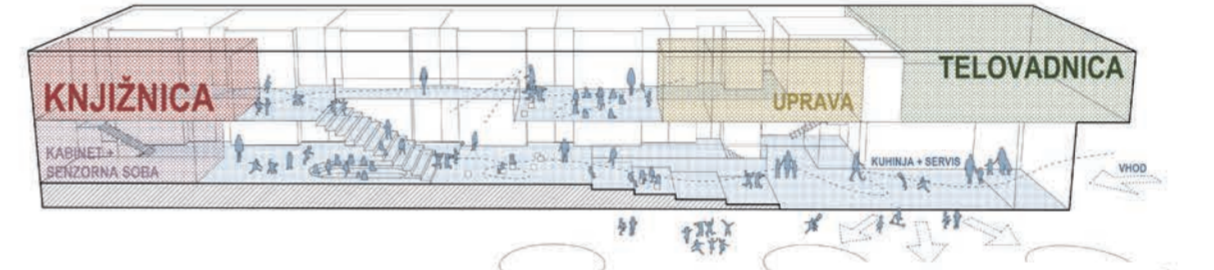 TELOVADNICA
KNJIŽNICA
UPRAVA
KABINET +
SENZORNA SOBA
KUHINJA + SERVIS
VHOD